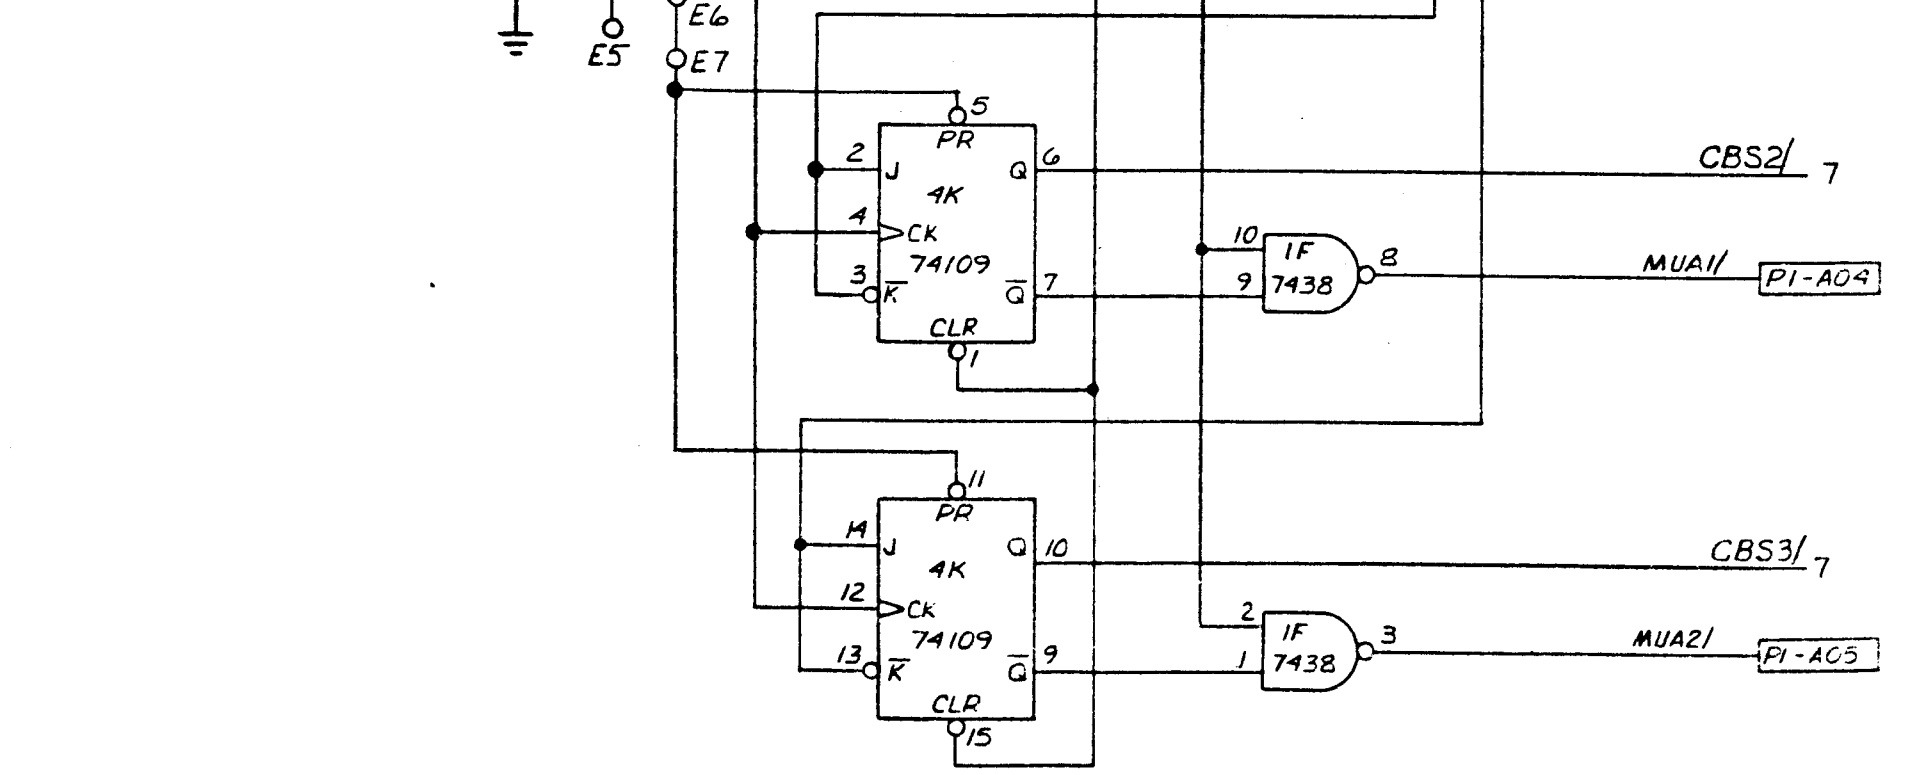 E6
E5
E7
5
PR
2
J
Q
6
CBS2/
7
4K
4
CK
74109
10
1F
8
MUA1/
P1-A04
3
K̅
Q̅
7
9
7438
CLR
1
11
PR
14
J
Q
10
CBS3/
7
4K
12
CK
74109
2
1F
3
MUA2/
P1-A05
13
K̅
Q̅
9
1
7438
CLR
15